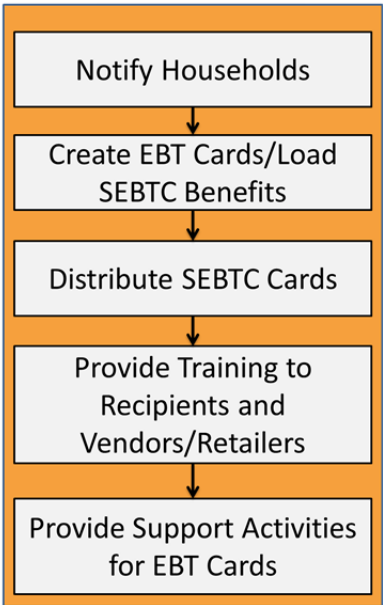 Notify Households
Create EBT Cards/Load
SEBTC Benefits
Distribute SEBTC Cards
Provide Training to
Recipients and
Vendors/Retailers
Provide Support Activities
for EBT Cards